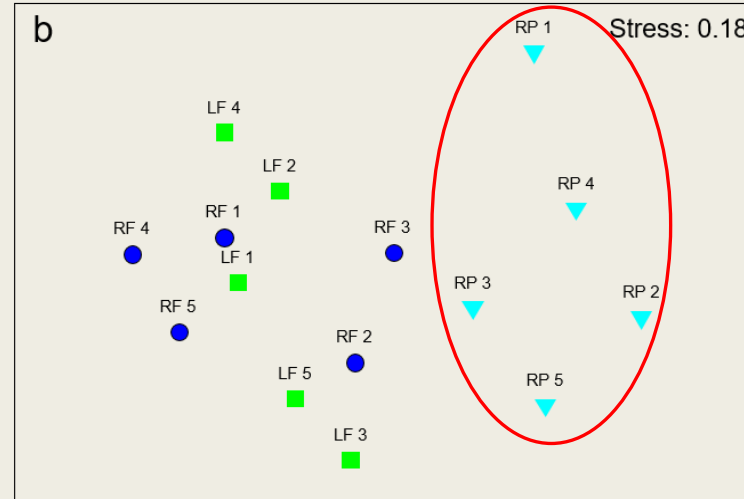 b
RP 1
Stress: 0.18
LF 4
LF 2
RP 4
RF 1
RF 4
RF 3
LF 1
RP 3
RP 2
RF 5
RF 2
LF 5
RP 5
LF 3